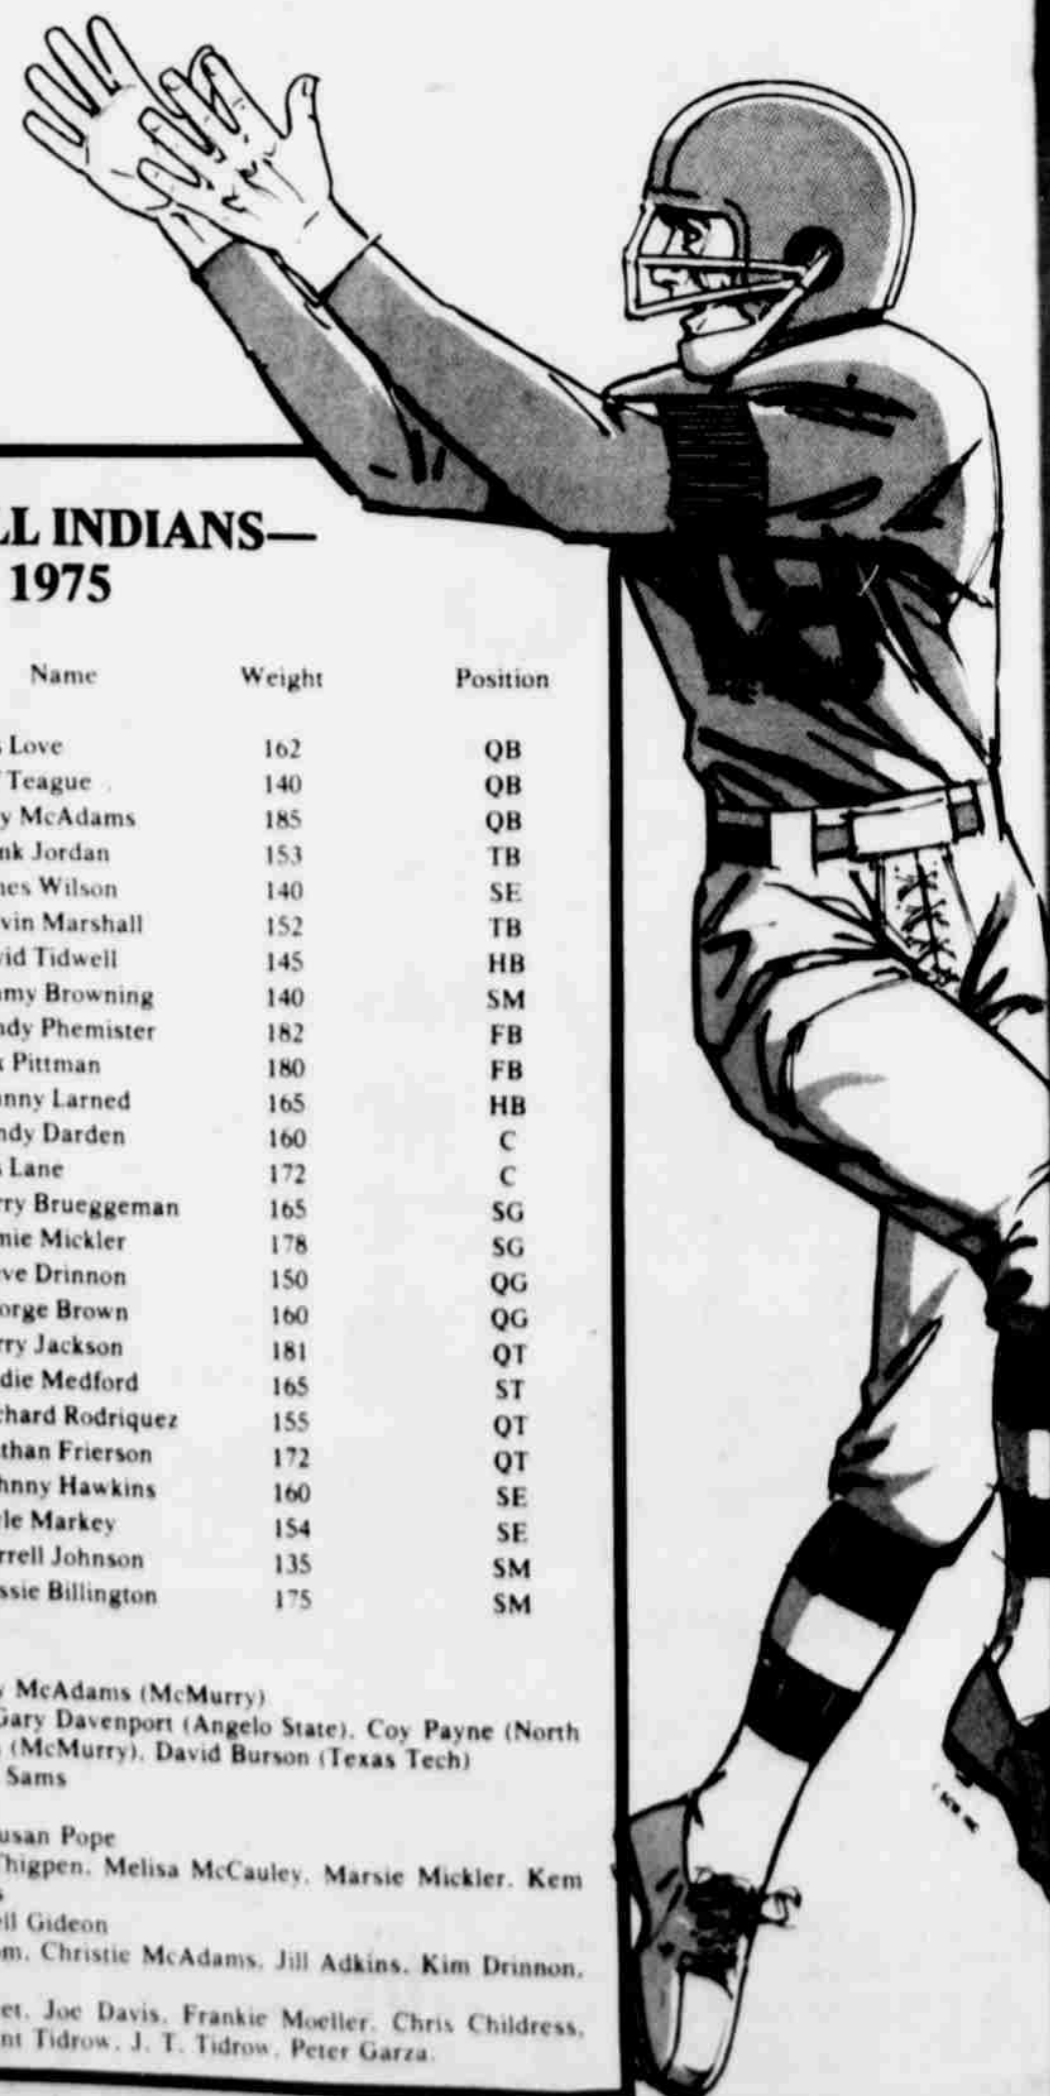 LL INDIANS—
1975
Name Weight Position
Love 162 QB
Teague 140 QB
y McAdams 185 QB
nk Jordan 153 TB
nes Wilson 140 SE
vin Marshall 152 TB
vid Tidwell 145 HB
my Browning 140 SM
ndy Phemister 182 FB
Pittman 180 FB
nny Larned 165 HB
ndy Darden 160 C
Lane 172 C
rry Brueggeman 165 SG
mie Mickler 178 SG
ve Drinnon 150 QG
orge Brown 160 QG
rry Jackson 181 QT
die Medford 165 ST
chard Rodriquez 155 QT
than Frierson 172 QT
hnny Hawkins 160 SE
le Markey 154 SE
rrell Johnson 135 SM
ssie Billington 175 SM
McAdams (McMurry)
Gary Davenport (Angelo State), Coy Payne (North
(McMurry), David Burson (Texas Tech)
Sams
usan Pope
Thigpen, Melisa McCauley, Marsie Mickler, Kem
s
ell Gideon
m, Christie McAdams, Jill Adkins, Kim Drinnon,
et, Joe Davis, Frankie Moeller, Chris Childress,
nt Tidrow, J. T. Tidrow, Peter Garza.